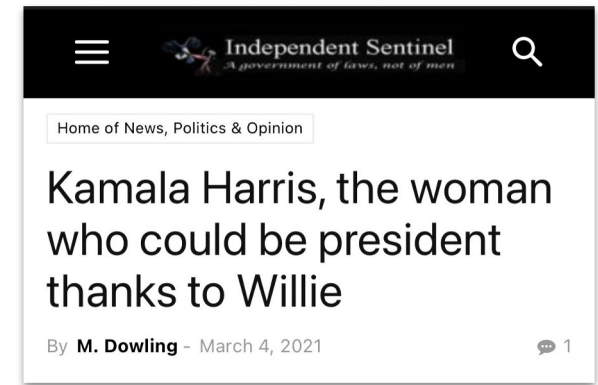 Independent Sentinel
A government of laws, not of men
Home of News, Politics & Opinion
Kamala Harris, the woman
who could be president
thanks to Willie
By M. Dowling - March 4, 2021
1